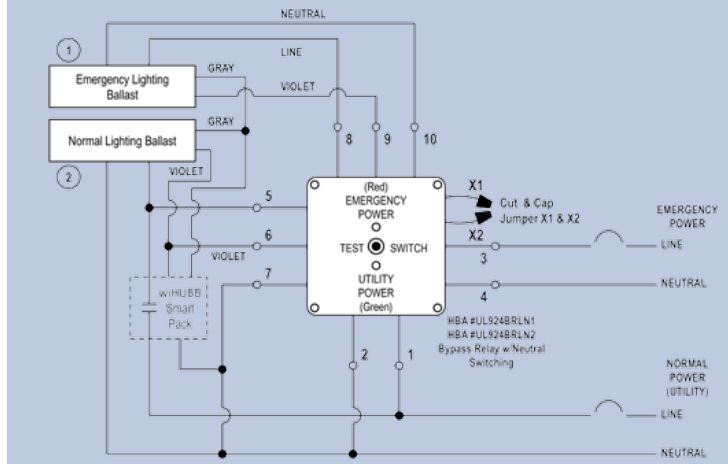 NEUTRAL
1
LINE
GRAY
Emergency Lighting
Ballast
VIOLET
GRAY
Normal Lighting Ballast
8
9
10
2
VIOLET
5
(Red)
EMERGENCY
POWER
X1
Cut & Cap
Jumper X1 & X2
EMERGENCY
POWER
6
TEST
SWITCH
X2
3
LINE
VIOLET
7
UTILITY
POWER
(Green)
4
NEUTRAL
wiHUBB
Smart
Pack
HBA #UL924BRLN1
HBA #UL924BRLN2
Bypass Relay w/Neutral
Switching
2
1
NORMAL
POWER
(UTILITY)
LINE
NEUTRAL